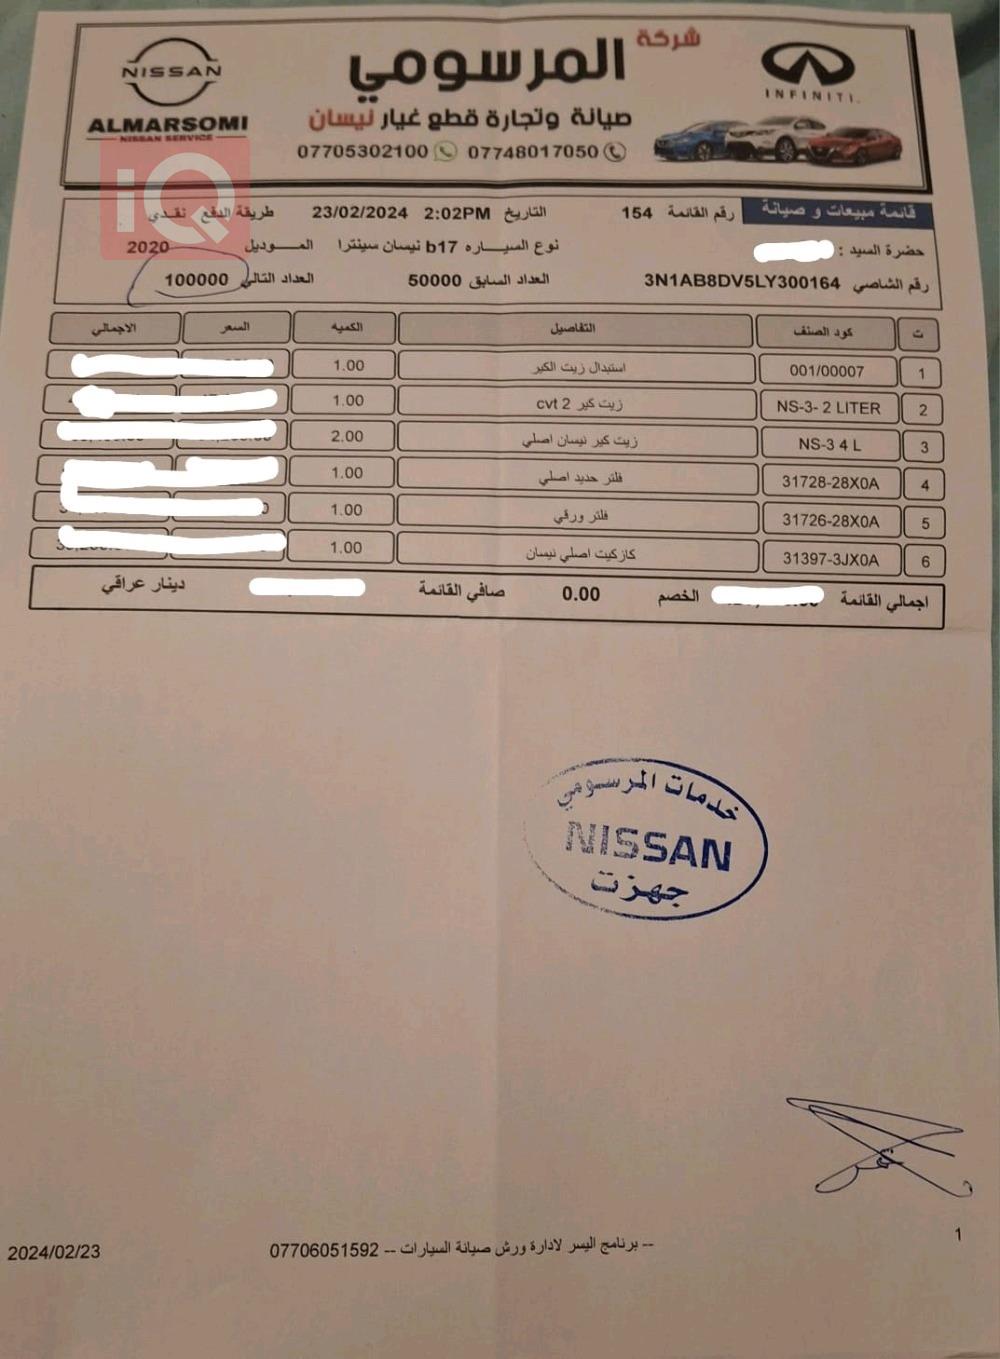 شركة المرسومي
NISSAN
INFINITI
ALMARSOMI
NISSAN SERVICE
صيانة وتجارة قطع غيار نيسان
07748017050 07705302100
iQ
قائمة مبيعات و صيانة رقم القائمة 154 التاريخ 23/02/2024 2:02PM طريقة الدفع نقدي
حضرة السيد : نوع السياره b17 نيسان سينترا الموديل 2020
رقم الشاصي 3N1AB8DV5LY300164 العداد السابق 50000 العداد التالي 100000
ت كود الصنف التفاصيل الكميه السعر الاجمالي
1 001/00007 استبدال زيت الكير 1.00
2 NS-3- 2 LITER زيت كير 2 cvt 1.00
3 NS-3 4 L زيت كير نيسان اصلي 2.00
4 31728-28X0A فلتر حديد اصلي 1.00
5 31726-28X0A فلتر ورقي 1.00
6 31397-3JX0A كازكيت اصلي نيسان 1.00
اجمالي القائمة الخصم 0.00 صافي القائمة دينار عراقي
خدمات المرسومي
NISSAN
جهزت
1
-- برنامج اليسر لادارة ورش صيانة السيارات -- 07706051592
2024/02/23